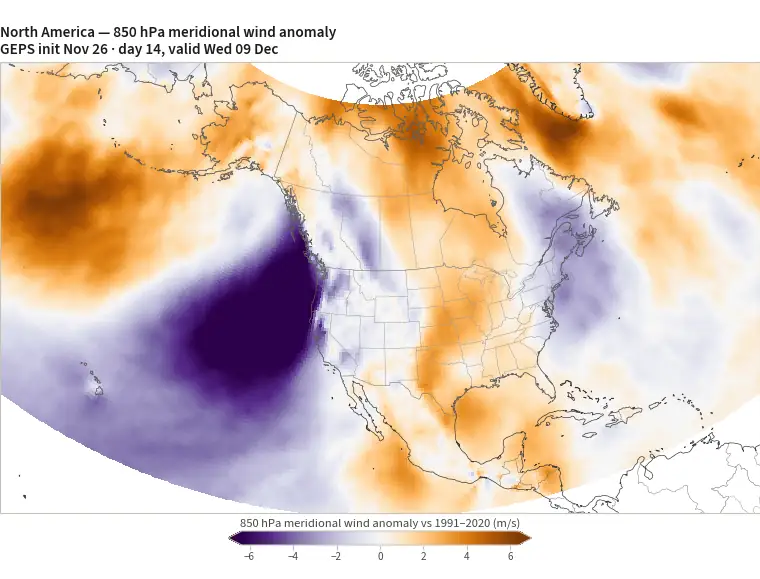 North America — 850 hPa meridional wind anomaly
GEPS init Nov 26 · day 14, valid Wed 09 Dec
850 hPa meridional wind anomaly vs 1991–2020 (m/s)
−6 −4 −2 0 2 4 6